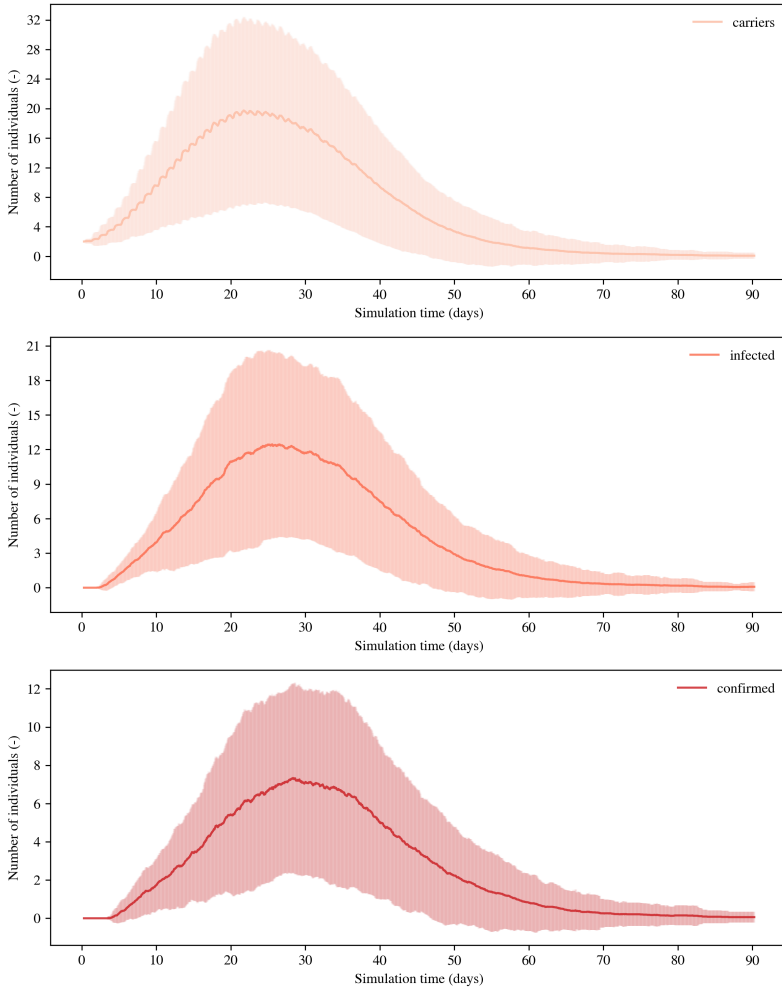 carriers
Number of individuals (-)
32
28
24
20
16
12
8
4
0
0 10 20 30 40 50 60 70 80 90
Simulation time (days)
infected
Number of individuals (-)
21
18
15
12
9
6
3
0
0 10 20 30 40 50 60 70 80 90
Simulation time (days)
confirmed
Number of individuals (-)
12
10
8
6
4
2
0
0 10 20 30 40 50 60 70 80 90
Simulation time (days)